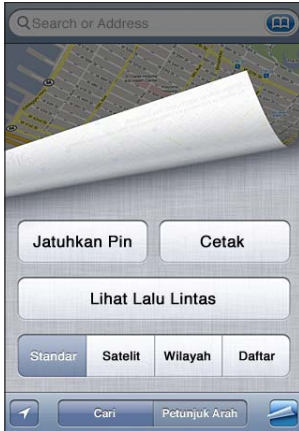 Search or Address
Jatuhkan Pin
Cetak
Lihat Lalu Lintas
Standar
Satelit
Wilayah
Daftar
Cari
Petunjuk Arah